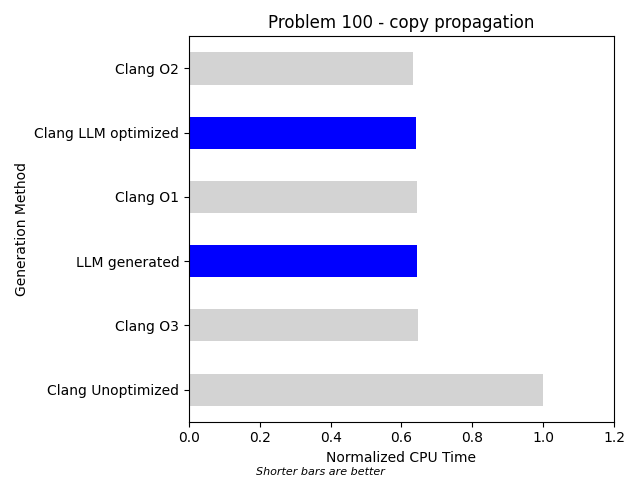 Problem 100 - copy propagation
Clang O2
Clang LLM optimized
Clang O1
LLM generated
Clang O3
Clang Unoptimized
Generation Method
0.0 0.2 0.4 0.6 0.8 1.0 1.2
Normalized CPU Time
Shorter bars are better